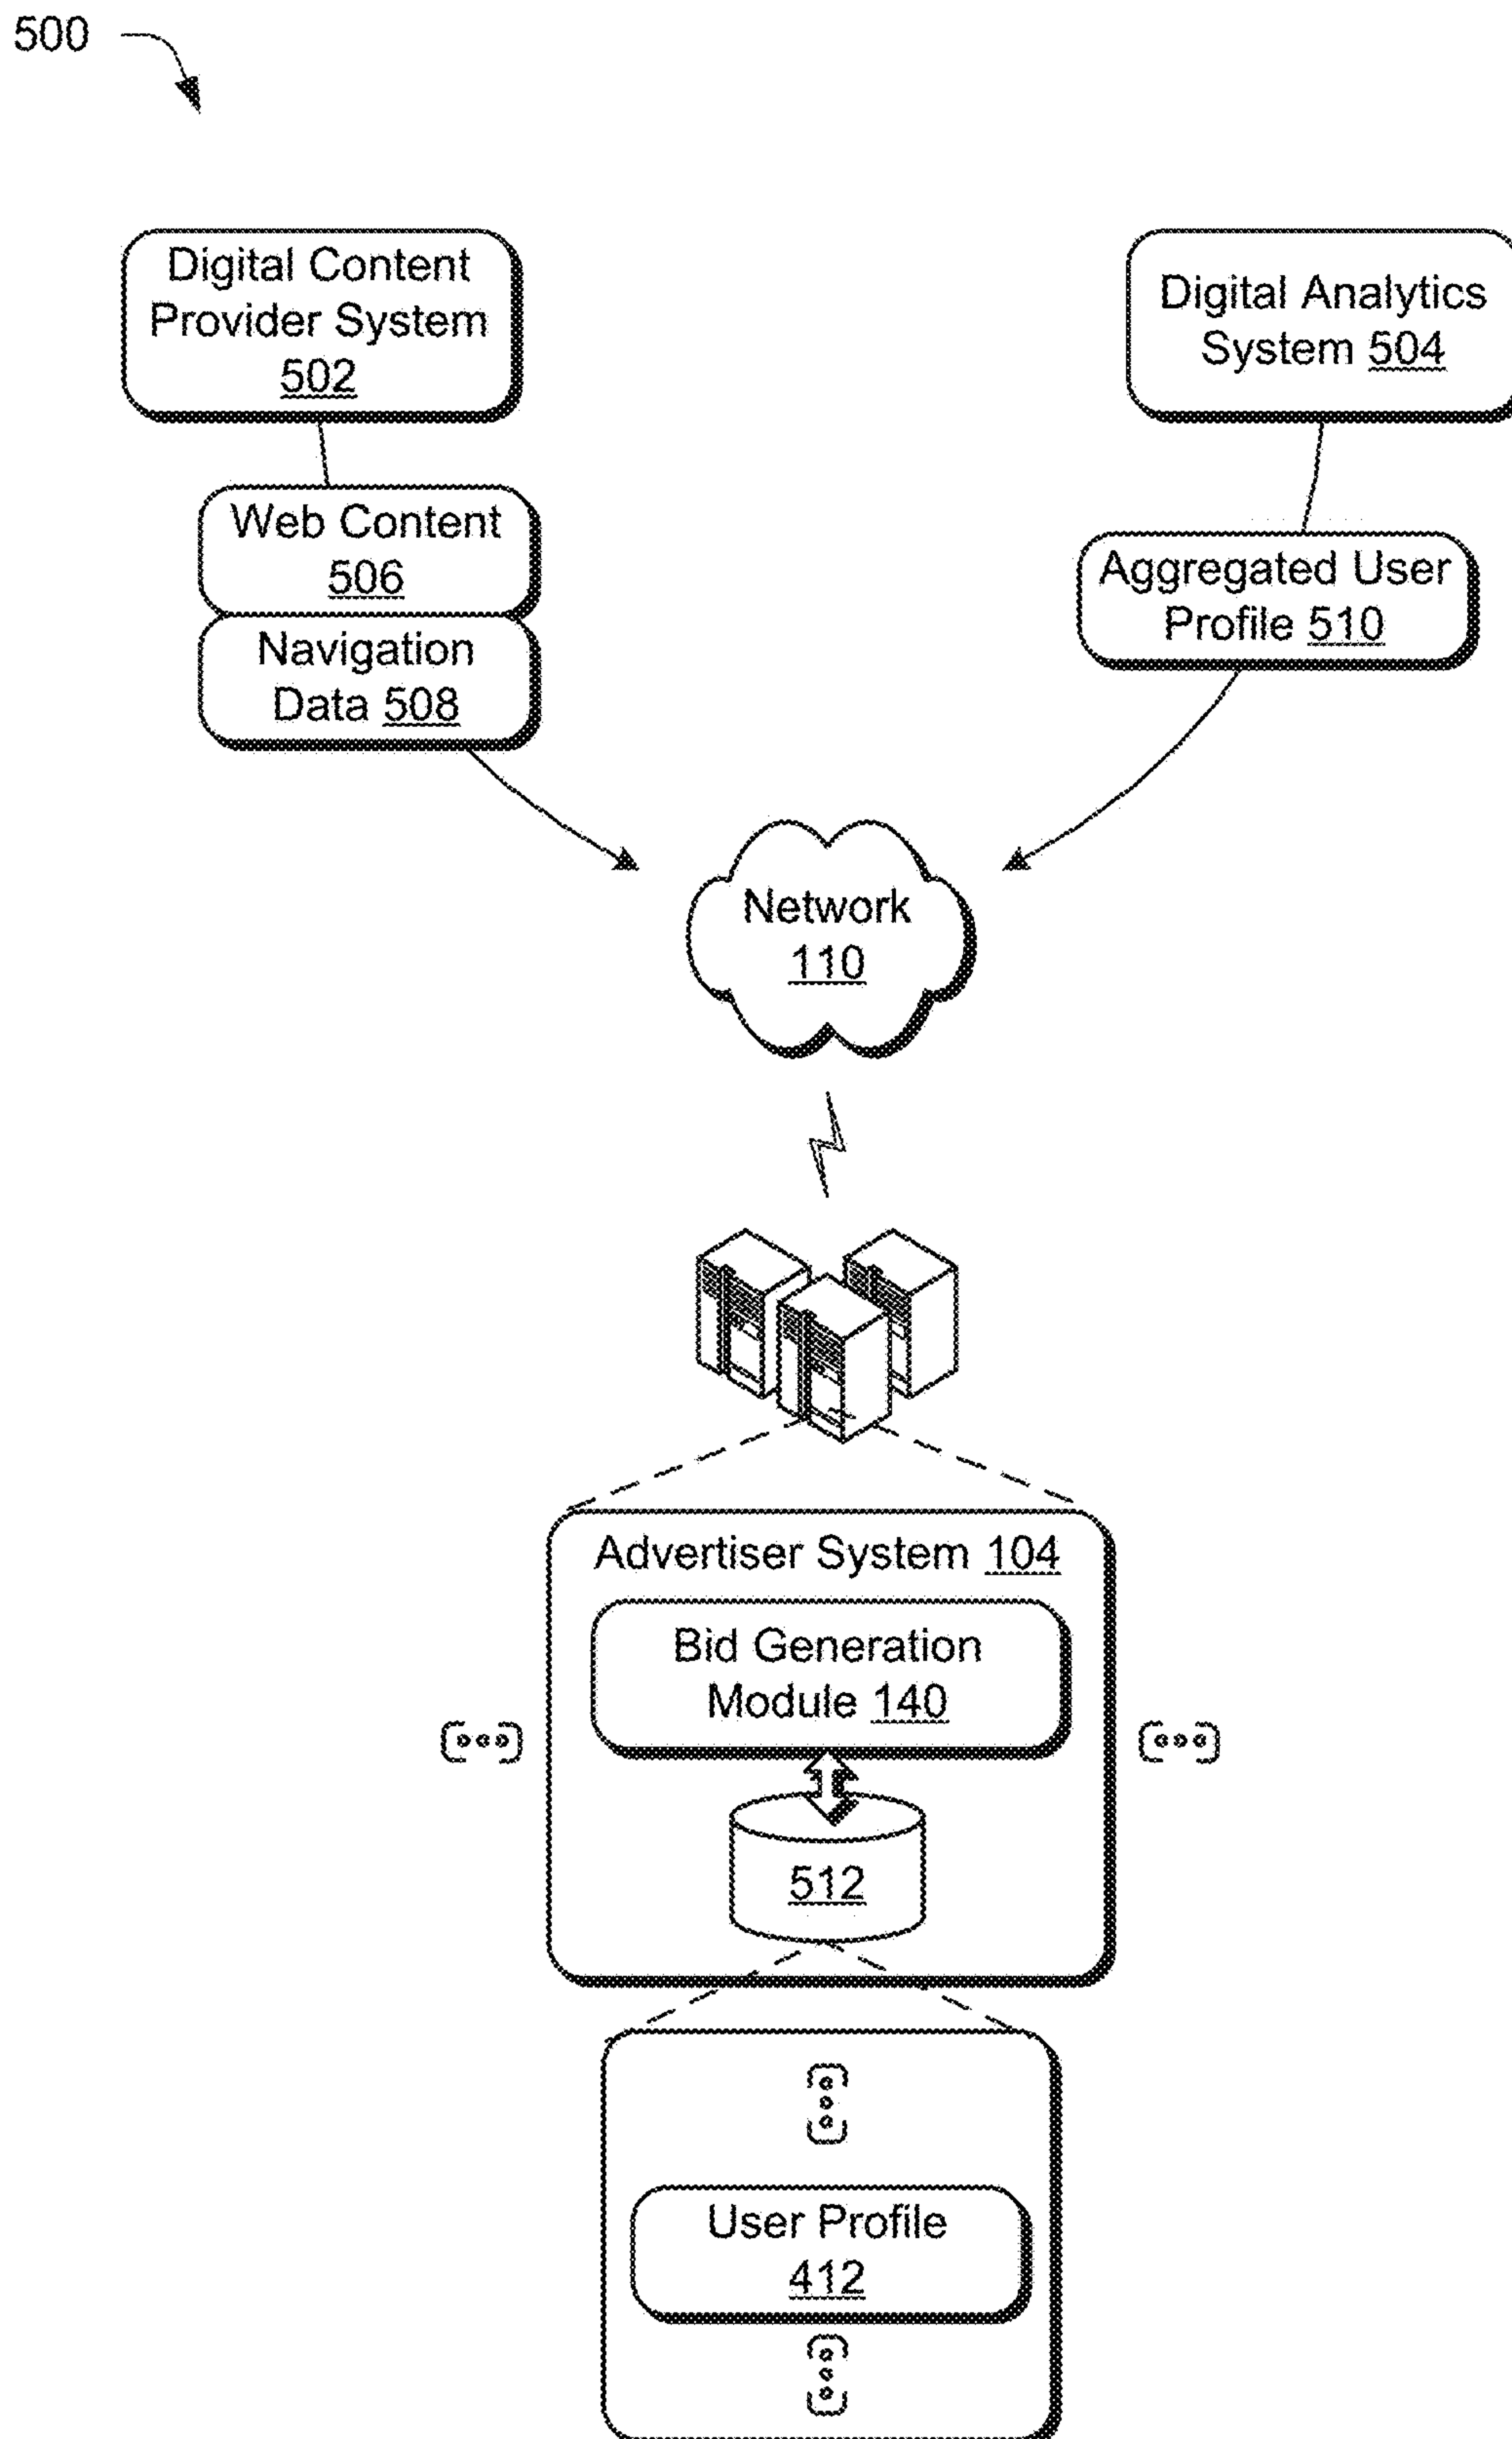 500
Digital Content
Provider System
502
Digital Analytics
System 504
Web Content
506
Navigation
Data 508
Aggregated User
Profile 510
Network
110
Advertiser System 104
Bid Generation
Module 140
512
User Profile
412